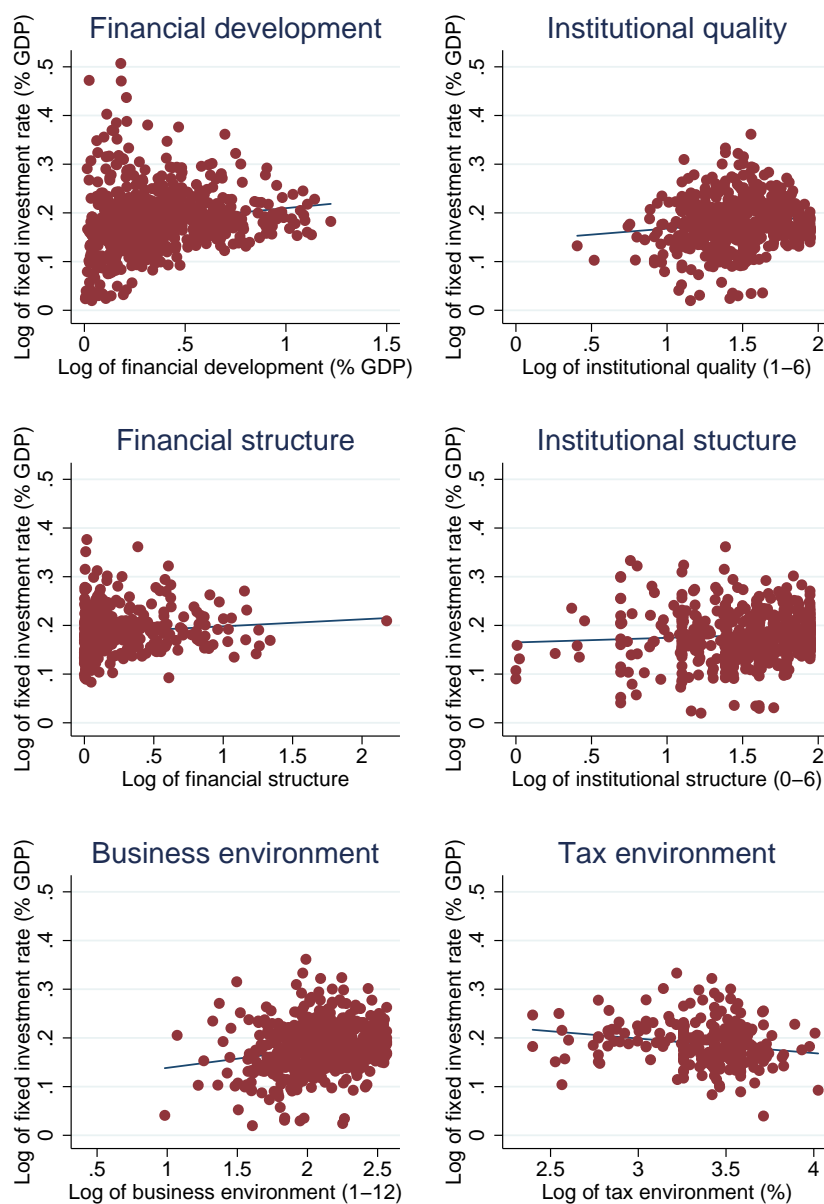 Financial development
Log of fixed investment rate (% GDP)
0 .1 .2 .3 .4 .5
0 .5 1 1.5
Log of financial development (% GDP)
Institutional quality
Log of fixed investment rate (% GDP)
0 .1 .2 .3 .4 .5
0 .5 1 1.5 2
Log of institutional quality (1−6)
Financial structure
Log of fixed investment rate (% GDP)
0 .1 .2 .3 .4 .5
0 .5 1 1.5 2
Log of financial structure
Institutional stucture
Log of fixed investment rate (% GDP)
0 .1 .2 .3 .4 .5
0 .5 1 1.5 2
Log of institutional structure (0−6)
Business environment
Log of fixed investment rate (% GDP)
0 .1 .2 .3 .4 .5
.5 1 1.5 2 2.5
Log of business environment (1−12)
Tax environment
Log of fixed investment rate (% GDP)
0 .1 .2 .3 .4 .5
2.5 3 3.5 4
Log of tax environment (%)